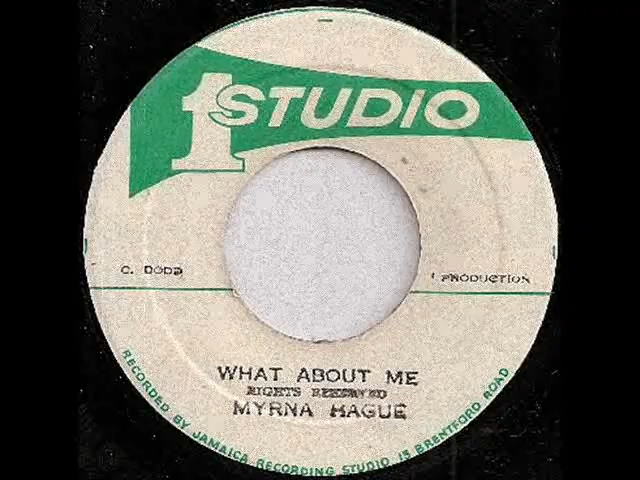 1 STUDIO
C. DODD
1 PRODUCTION
WHAT ABOUT ME
RIGHTS RESERVED
MYRNA HAGUE
RECORDED BY JAMAICA RECORDING STUDIO 13 BRENTFORD ROAD